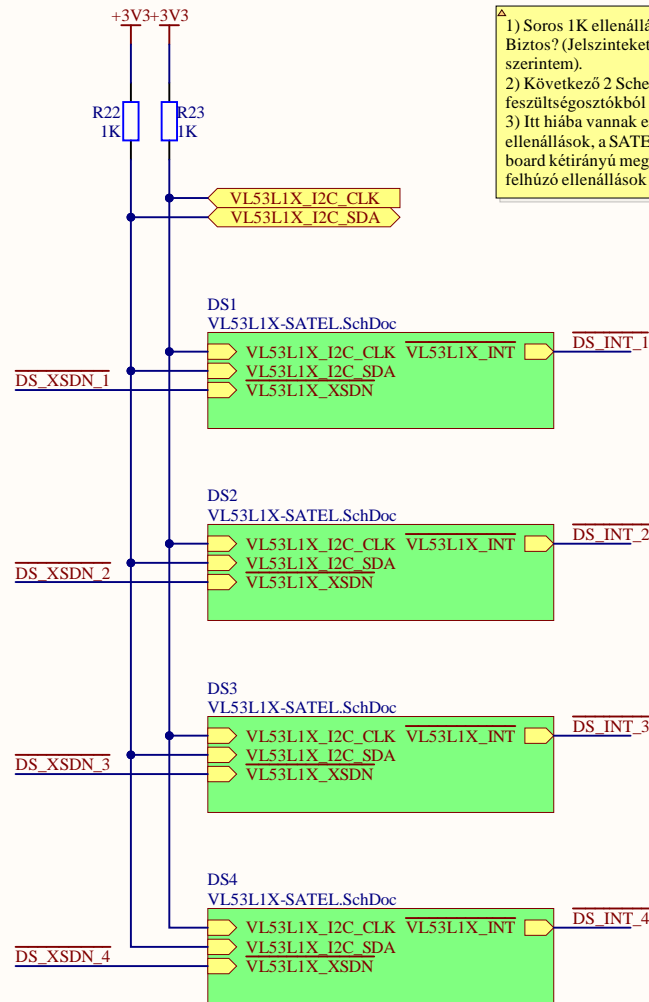 +3V3 +3V3
R22 R23
1K 1K
1) Soros 1K ellenállá
Biztos? (Jelszinteket
szerintem).
2) Következő 2 Sche
feszültségosztókból
3) Itt hiába vannak e
ellenállások, a SATE
board kétirányú meg
felhúzó ellenállások
VL53L1X_I2C_CLK
VL53L1X_I2C_SDA
DS1
VL53L1X-SATEL.SchDoc
VL53L1X_I2C_CLK VL53L1X_INT DS_INT_1
VL53L1X_I2C_SDA
DS_XSDN_1 VL53L1X_XSDN
DS2
VL53L1X-SATEL.SchDoc
VL53L1X_I2C_CLK VL53L1X_INT DS_INT_2
VL53L1X_I2C_SDA
DS_XSDN_2 VL53L1X_XSDN
DS3
VL53L1X-SATEL.SchDoc
VL53L1X_I2C_CLK VL53L1X_INT DS_INT_3
VL53L1X_I2C_SDA
DS_XSDN_3 VL53L1X_XSDN
DS4
VL53L1X-SATEL.SchDoc
VL53L1X_I2C_CLK VL53L1X_INT DS_INT_4
VL53L1X_I2C_SDA
DS_XSDN_4 VL53L1X_XSDN